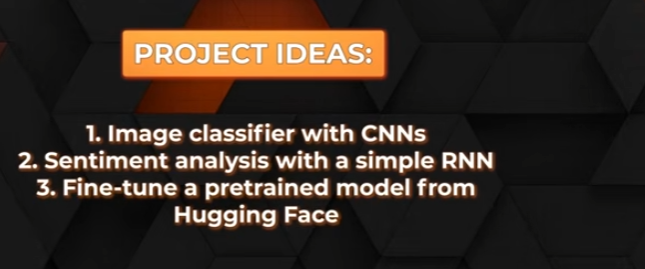 PROJECT IDEAS:
1. Image classifier with CNNs
2. Sentiment analysis with a simple RNN
3. Fine-tune a pretrained model from
Hugging Face